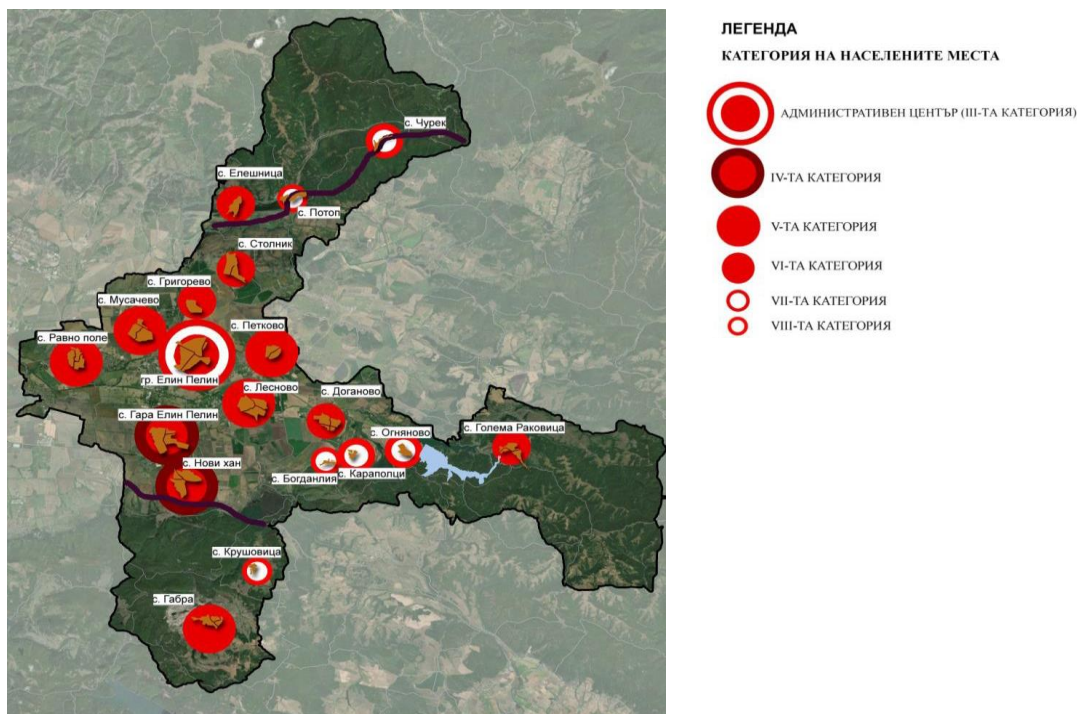 с. Чурек
с. Елешница
с. Потоп
с. Столник
с. Григорево
с. Мусачево
с. Равно поле
с. Петково
гр. Елин Пелин
с. Лесново
с. Доганово
с. Гара Елин Пелин
с. Огняново
с. Голема Раковица
с. Нови хан
с. Богданлия
с. Караполци
с. Крушовица
с. Габра
ЛЕГЕНДА
КАТЕГОРИЯ НА НАСЕЛЕНИТЕ МЕСТА
АДМИНИСТРАТИВЕН ЦЕНТЪР (III-ТА КАТЕГОРИЯ)
IV-ТА КАТЕГОРИЯ
V-ТА КАТЕГОРИЯ
VI-ТА КАТЕГОРИЯ
VII-ТА КАТЕГОРИЯ
VIII-ТА КАТЕГОРИЯ